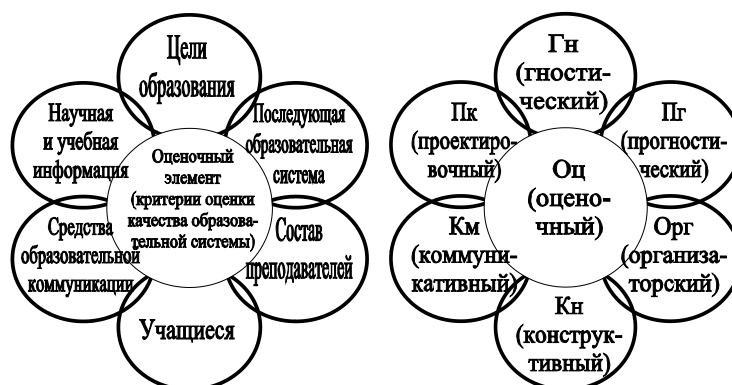 Цели
образования
Научная
и учебная
информация
Последующая
образовательная
система
Оценочный
элемент
(критерии оценки
качества образова-
тельной системы)
Средства
образовательной
коммуникации
Состав
преподавателей
Учащиеся
Гн
(гности-
ческий)
Пк
(проектиро-
вочный)
Пг
(прогности-
ческий)
Оц
(оцено-
чный)
Км
(коммуни-
кативный)
Орг
(организа-
торский)
Кн
(конструк-
тивный)